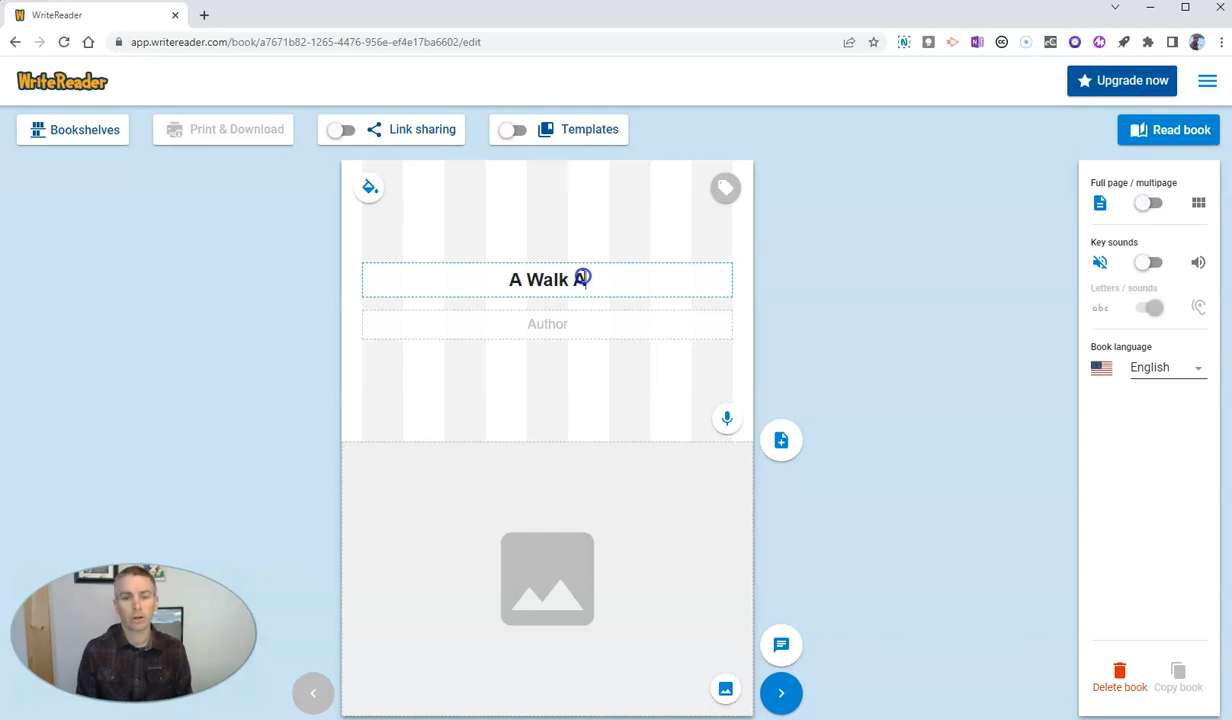 WriteReader
app.writereader.com/book/a7671b82-1265-4476-956e-ef4e17ba6602/edit
WriteReader
Upgrade now
Bookshelves
Print & Download
Link sharing
Templates
Read book
Full page / multipage
Key sounds
A Walk A
Letters / sounds
abc
Author
Book language
English
Delete book
Copy book